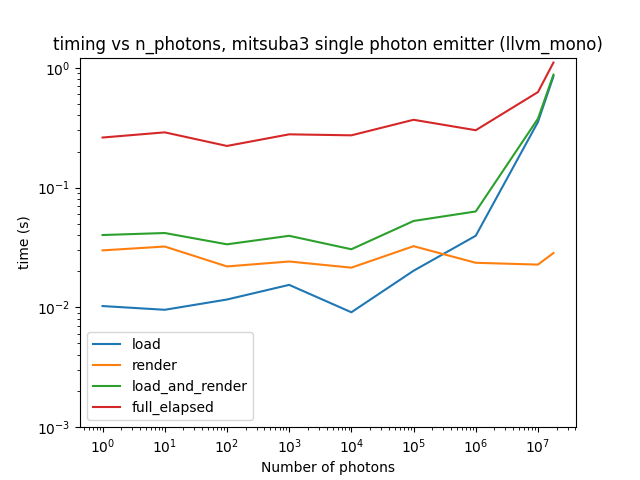 timing vs n_photons, mitsuba3 single photon emitter (llvm_mono)
10⁰
10⁻¹
10⁻²
10⁻³
time (s)
load
render
load_and_render
full_elapsed
10⁰ 10¹ 10² 10³ 10⁴ 10⁵ 10⁶ 10⁷
Number of photons